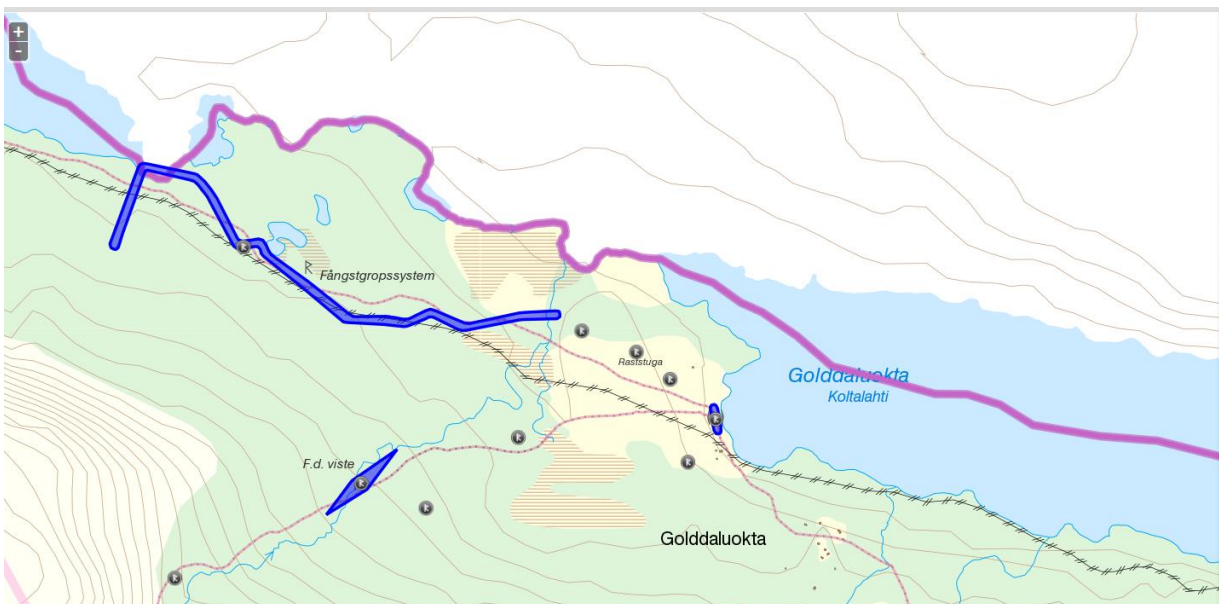 +
-
Fångstgropssystem
Raststuga
Golddaluokta
Koltalahti
F.d. viste
Golddaluokta